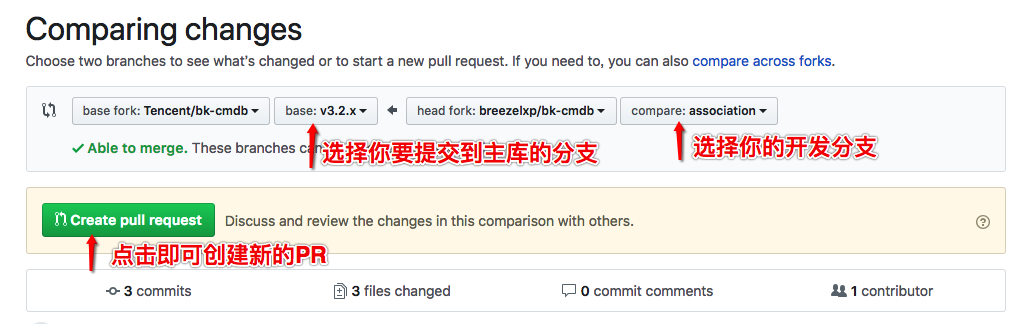 Comparing changes
Choose two branches to see what's changed or to start a new pull request. If you need to, you can also compare across forks.
base fork: Tencent/bk-cmdb base: v3.2.x head fork: breezelxp/bk-cmdb compare: association
Able to merge. These branches
选择你要提交到主库的分支
选择你的开发分支
Create pull request Discuss and review the changes in this comparison with others.
点击即可创建新的PR
3 commits 3 files changed 0 commit comments 1 contributor